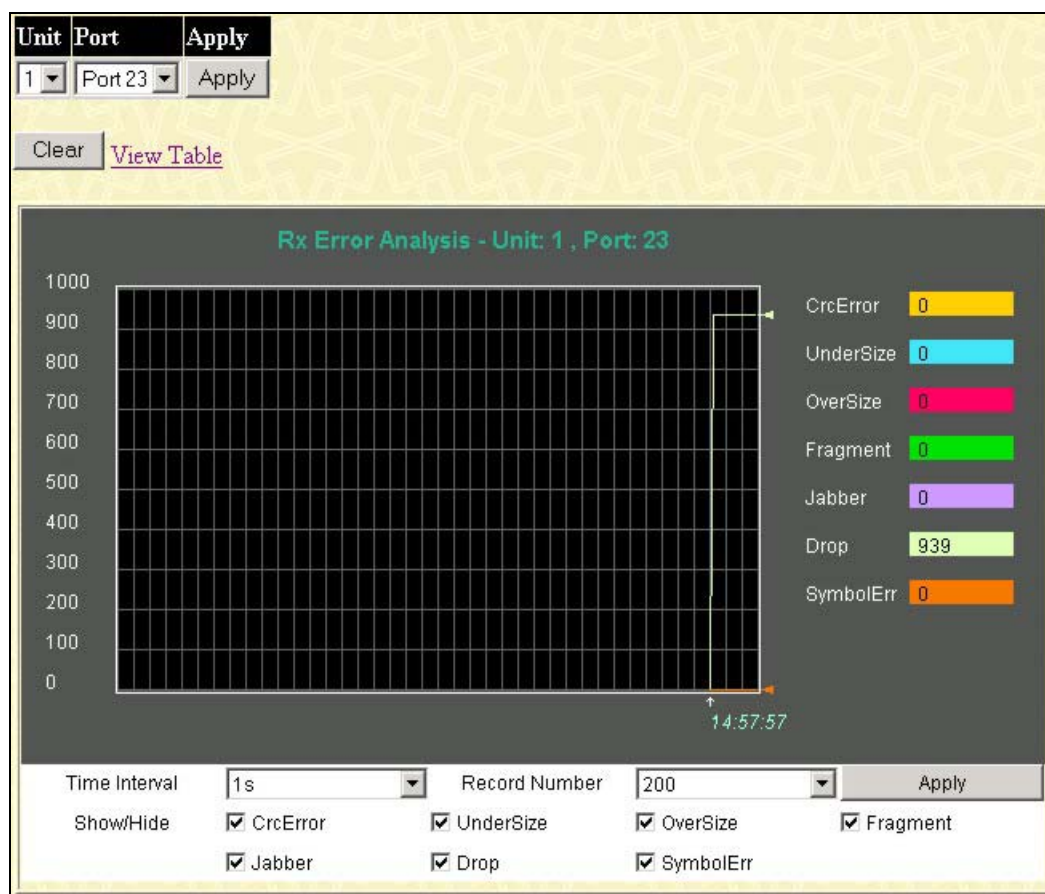 Unit Port Apply
1 Port 23 Apply
Clear View Table
Rx Error Analysis - Unit: 1 , Port: 23
1000
900
800
700
600
500
400
300
200
100
0
CrcError 0
UnderSize 0
OverSize 0
Fragment 0
Jabber 0
Drop 939
SymbolErr 0
14:57:57
Time Interval 1s Record Number 200 Apply
Show/Hide CrcError UnderSize OverSize Fragment
Jabber Drop SymbolErr